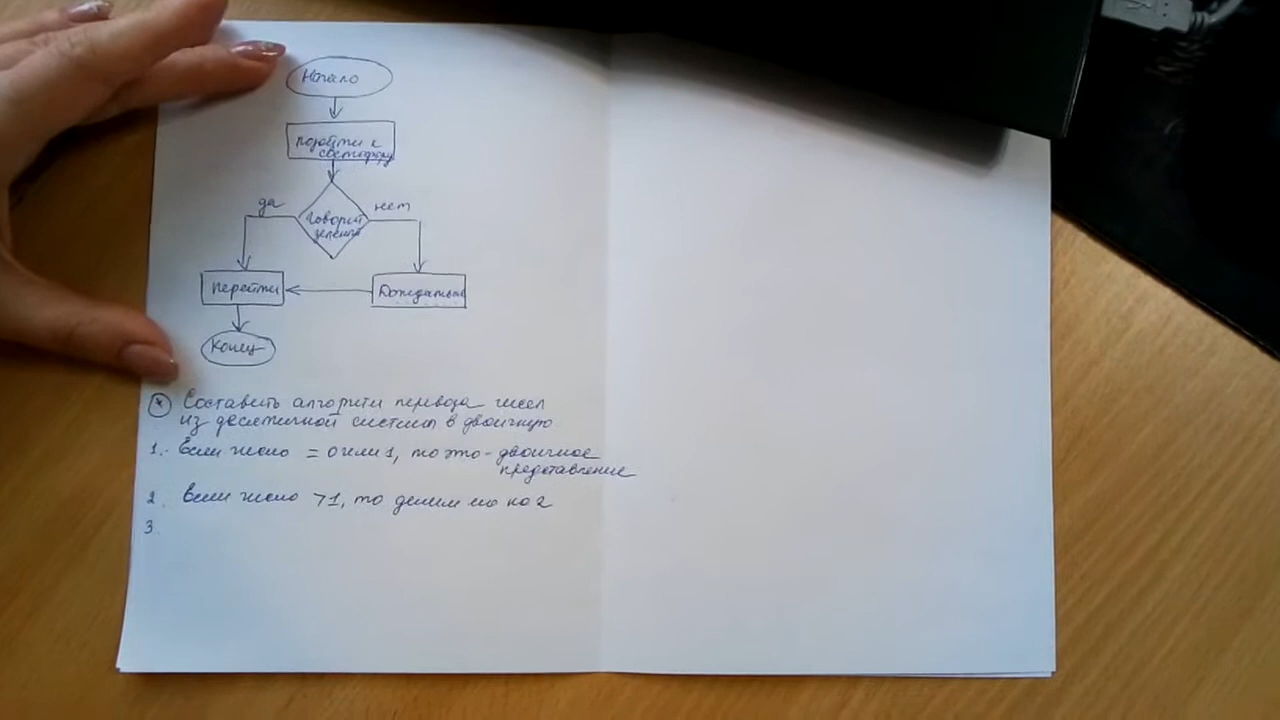 Начало
подойти к
светофору
да
нет
Говорит
зеленый
перейти
Дождаться
Конец
* Составить алгоритм перевода чисел
из десятичной системы в двоичную
1. Если число = 0 или 1, то это - двоичное
представление
2. Если число >1, то делим его на 2
3.